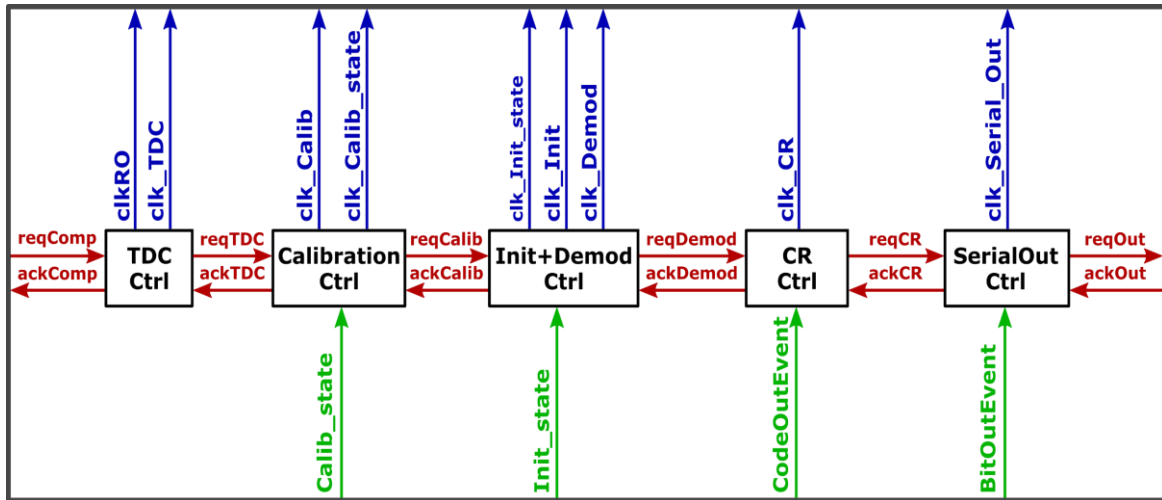 clkRO
clk_TDC
clk_Calib
clk_Calib_state
clk_Init_state
clk_Init
clk_Demod
clk_CR
clk_Serial_Out
reqComp
ackComp
TDC
Ctrl
reqTDC
ackTDC
Calibration
Ctrl
reqCalib
ackCalib
Init+Demod
Ctrl
reqDemod
ackDemod
CR
Ctrl
reqCR
ackCR
SerialOut
Ctrl
reqOut
ackOut
Calib_state
Init_state
CodeOutEvent
BitOutEvent